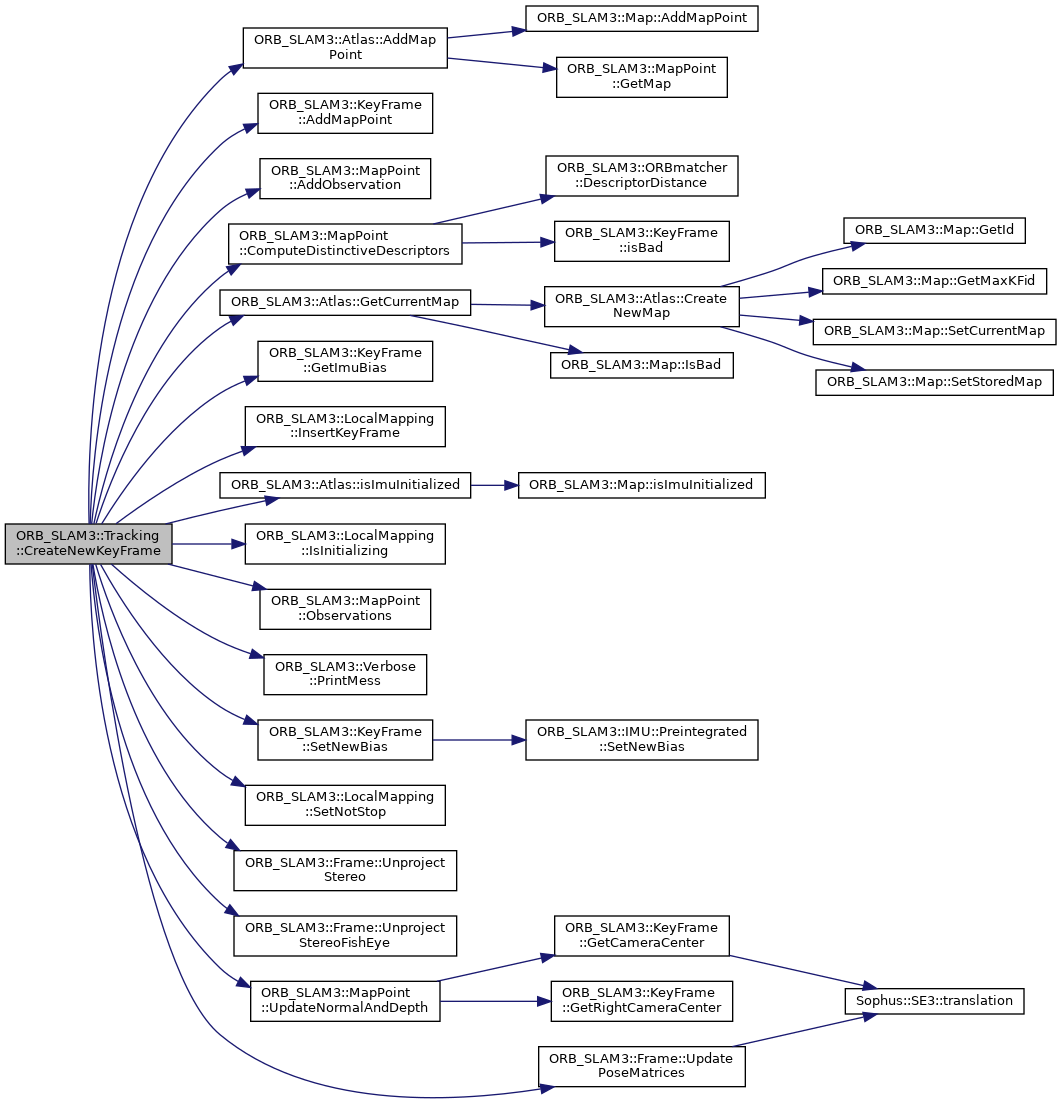 ORB_SLAM3::Tracking
::CreateNewKeyFrame
ORB_SLAM3::Atlas::AddMap
Point
ORB_SLAM3::Map::AddMapPoint
ORB_SLAM3::MapPoint
::GetMap
ORB_SLAM3::KeyFrame
::AddMapPoint
ORB_SLAM3::MapPoint
::AddObservation
ORB_SLAM3::MapPoint
::ComputeDistinctiveDescriptors
ORB_SLAM3::ORBmatcher
::DescriptorDistance
ORB_SLAM3::KeyFrame
::isBad
ORB_SLAM3::Atlas::GetCurrentMap
ORB_SLAM3::Atlas::Create
NewMap
ORB_SLAM3::Map::GetId
ORB_SLAM3::Map::GetMaxKFid
ORB_SLAM3::Map::SetCurrentMap
ORB_SLAM3::Map::SetStoredMap
ORB_SLAM3::Map::IsBad
ORB_SLAM3::KeyFrame
::GetImuBias
ORB_SLAM3::LocalMapping
::InsertKeyFrame
ORB_SLAM3::Atlas::isImuInitialized
ORB_SLAM3::Map::isImuInitialized
ORB_SLAM3::LocalMapping
::IsInitializing
ORB_SLAM3::MapPoint
::Observations
ORB_SLAM3::Verbose
::PrintMess
ORB_SLAM3::KeyFrame
::SetNewBias
ORB_SLAM3::IMU::Preintegrated
::SetNewBias
ORB_SLAM3::LocalMapping
::SetNotStop
ORB_SLAM3::Frame::Unproject
Stereo
ORB_SLAM3::Frame::Unproject
StereoFishEye
ORB_SLAM3::MapPoint
::UpdateNormalAndDepth
ORB_SLAM3::KeyFrame
::GetCameraCenter
ORB_SLAM3::KeyFrame
::GetRightCameraCenter
Sophus::SE3::translation
ORB_SLAM3::Frame::Update
PoseMatrices